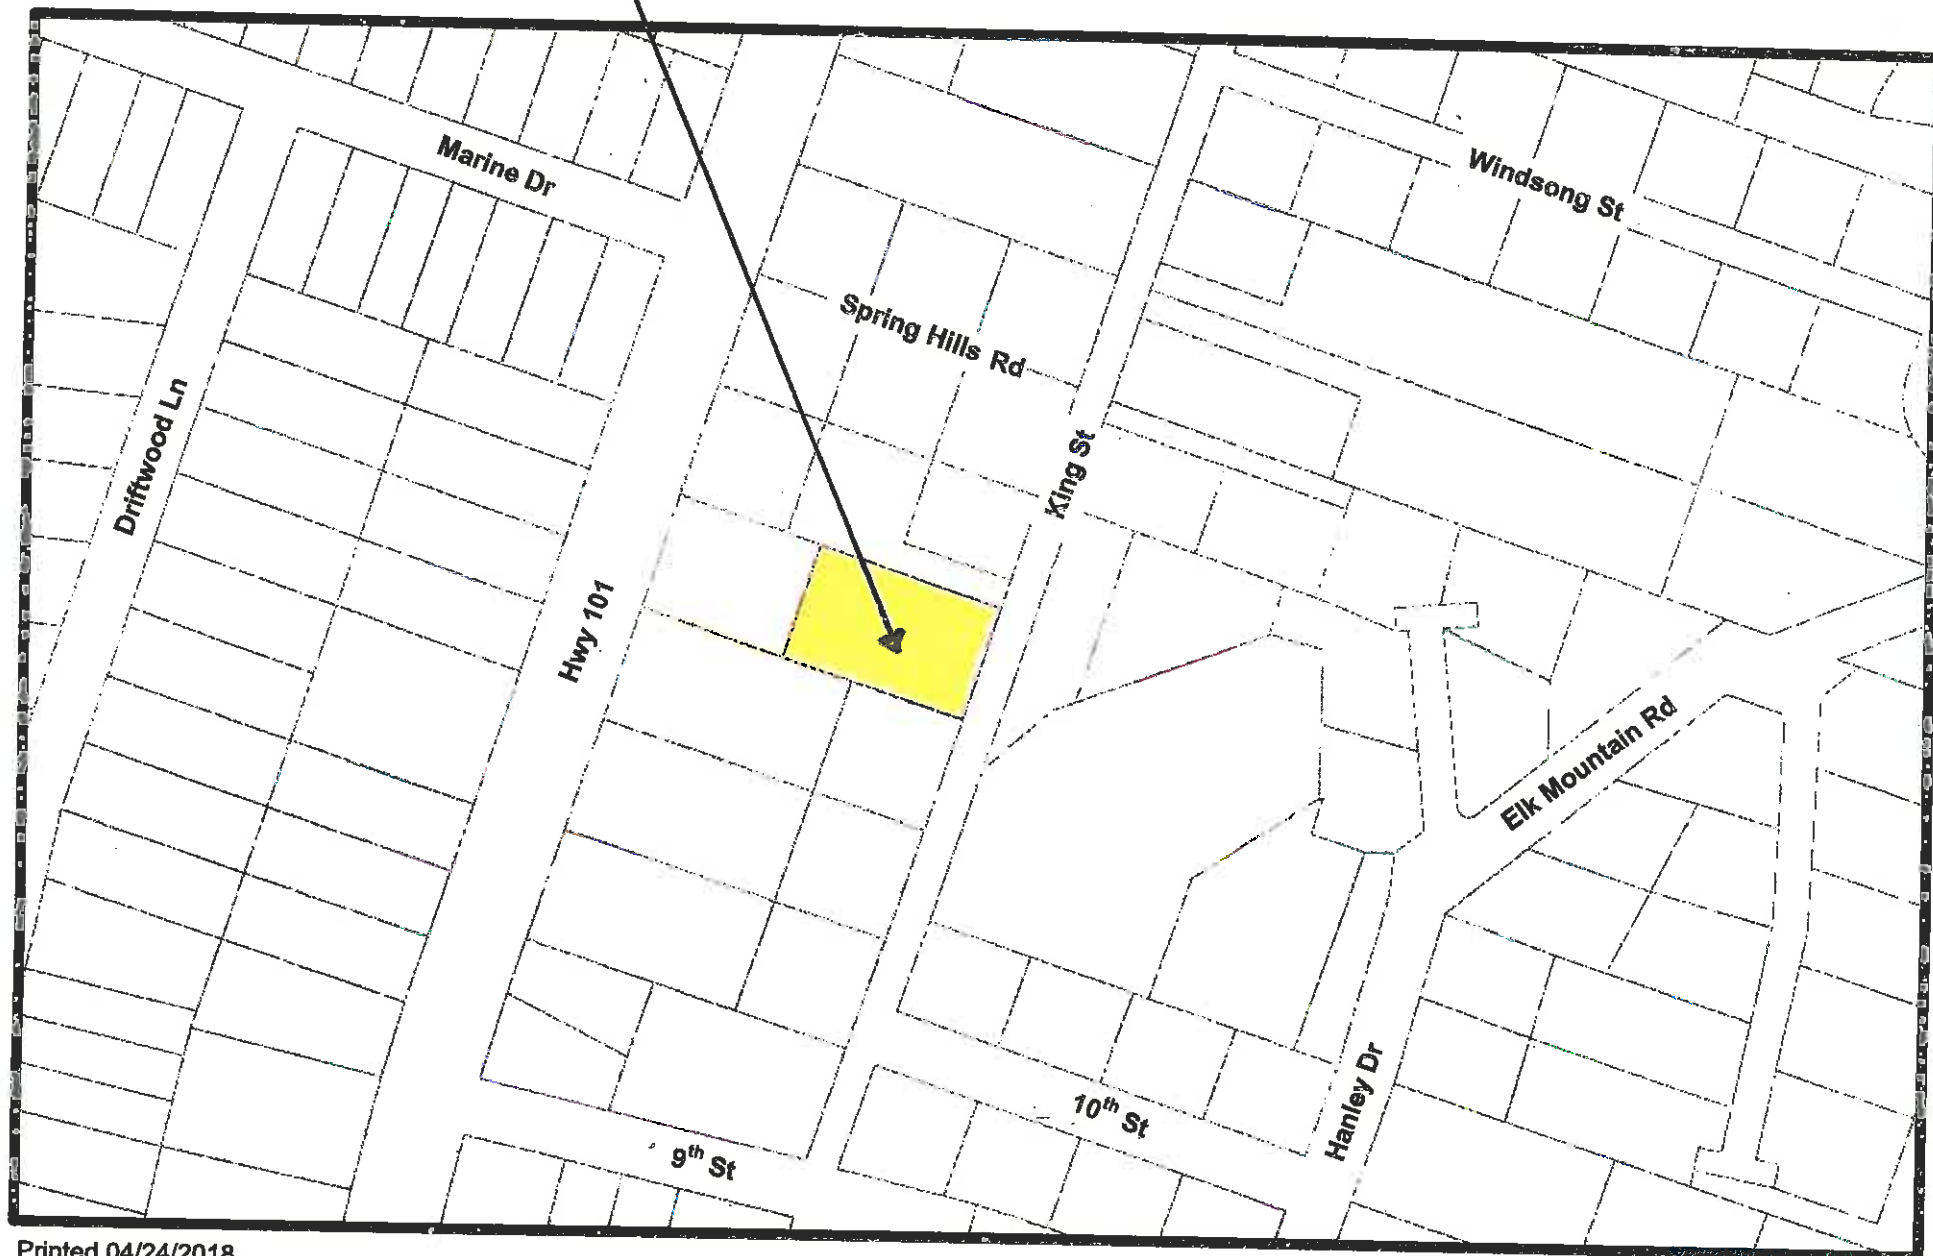 Marine Dr
Windsong St
Spring Hills Rd
Driftwood Ln
King St
Hwy 101
Elk Mountain Rd
10th St
Hanley Dr
9th St
Printed 04/24/2018